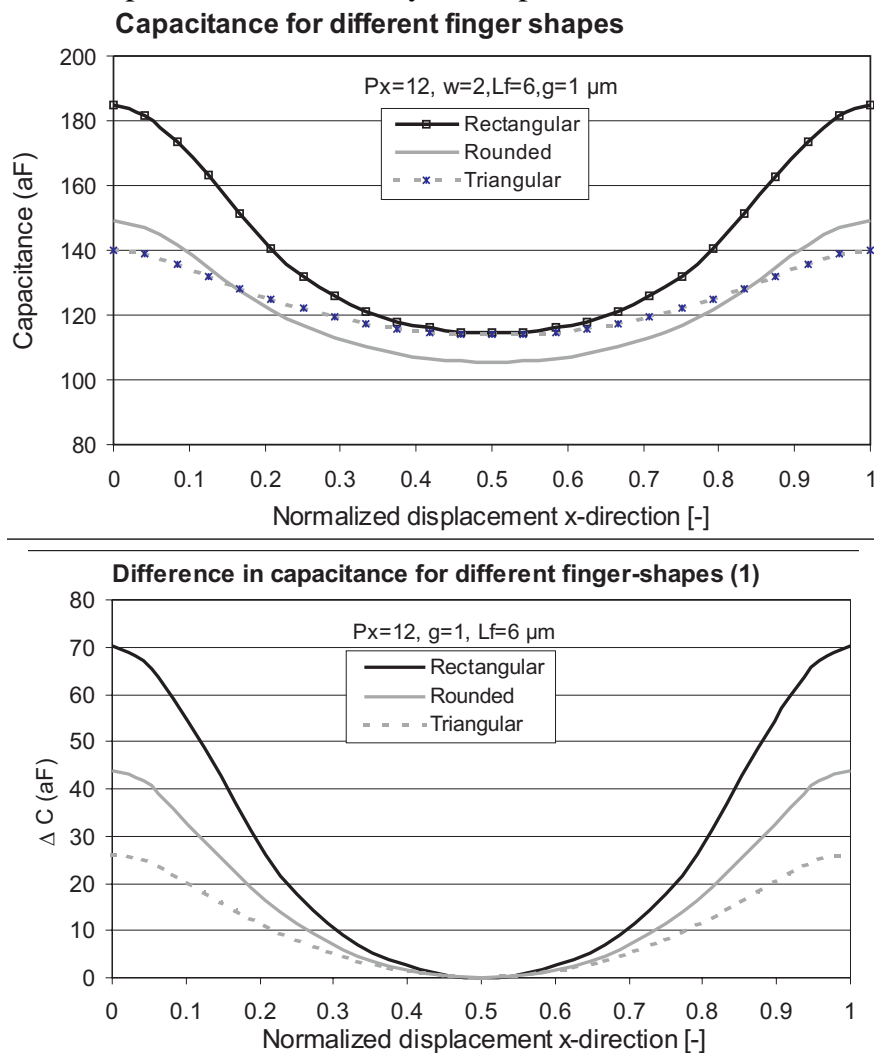 Capacitance for different finger shapes
Px=12, w=2,Lf=6,g=1 µm
Rectangular
Rounded
Triangular
Capacitance (aF)
200
180
160
140
120
100
80
0 0.1 0.2 0.3 0.4 0.5 0.6 0.7 0.8 0.9 1
Normalized displacement x-direction [-]
Difference in capacitance for different finger-shapes (1)
Px=12, g=1, Lf=6 µm
Rectangular
Rounded
Triangular
Δ C (aF)
80
70
60
50
40
30
20
10
0
0 0.1 0.2 0.3 0.4 0.5 0.6 0.7 0.8 0.9 1
Normalized displacement x-direction [-]